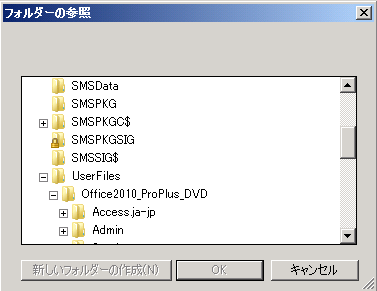 フォルダーの参照
SMSData
SMSPKG
SMSPKGC$
SMSPKGSIG
SMSSIG$
UserFiles
Office2010_ProPlus_DVD
Access.ja-jp
Admin
新しいフォルダーの作成(N)
OK
キャンセル